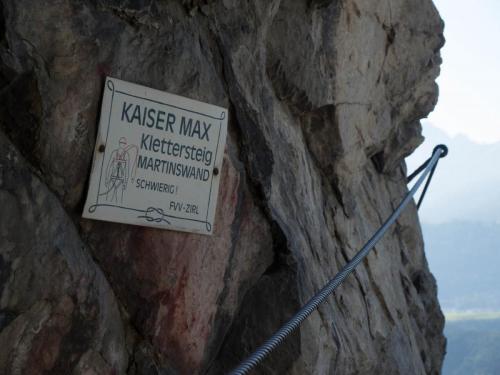 KAISER MAX
Klettersteig
MARTINSWAND
SCHWIERIG!
FVV-ZIRL